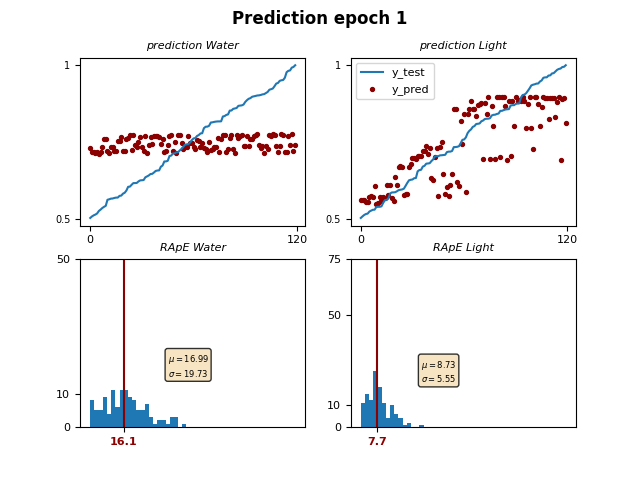 Prediction epoch 1
prediction Water
prediction Light
1
0.5
0
120
1
0.5
0
120
y_test
y_pred
RApE Water
RApE Light
50
10
0
μ = 16.99
σ = 19.73
16.1
75
50
10
0
μ = 8.73
σ = 5.55
7.7